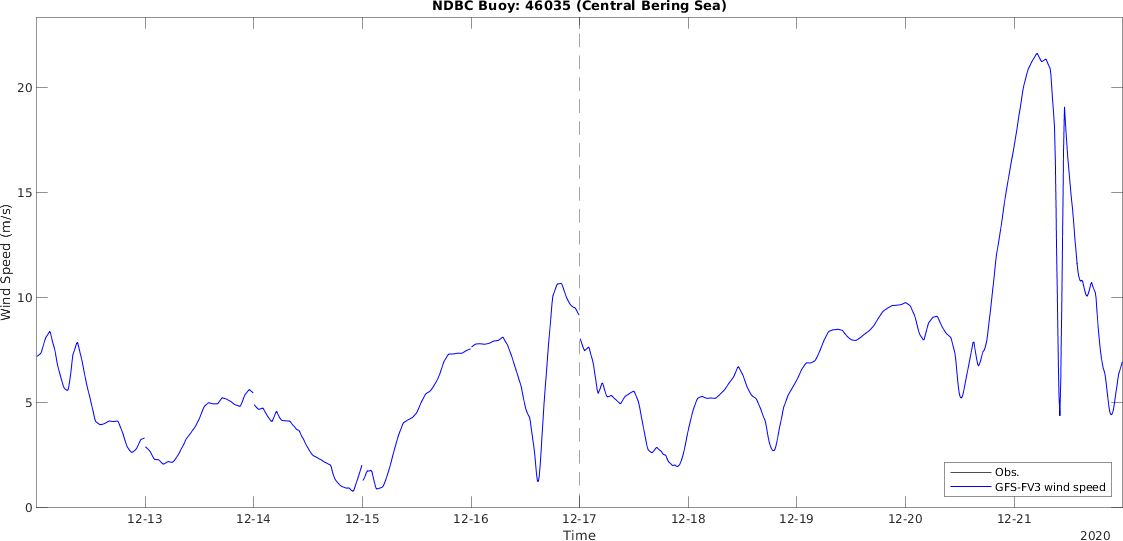 NDBC Buoy: 46035 (Central Bering Sea)
Wind Speed (m/s)
20
15
10
5
0
12-13 12-14 12-15 12-16 12-17 12-18 12-19 12-20 12-21
Time
2020
Obs.
GFS-FV3 wind speed